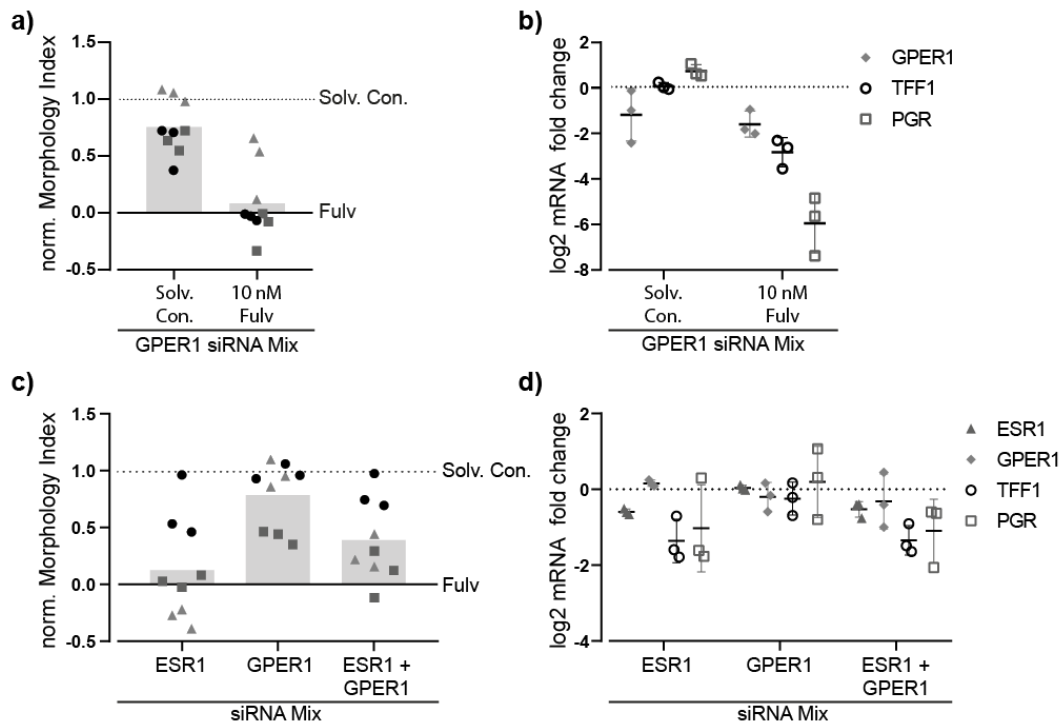 a)
norm. Morphology Index
1.5
1.0
0.5
0.0
-0.5
Solv. Con.
Fulv
Solv.
Con.
10 nM
Fulv
GPER1 siRNA Mix
b)
log2 mRNA fold change
2
0
-2
-4
-6
-8
GPER1
TFF1
PGR
Solv.
Con.
10 nM
Fulv
GPER1 siRNA Mix
c)
norm. Morphology Index
1.5
1.0
0.5
0.0
-0.5
Solv. Con.
Fulv
ESR1
GPER1
ESR1 +
GPER1
siRNA Mix
d)
log2 mRNA fold change
2
0
-2
-4
ESR1
GPER1
TFF1
PGR
ESR1
GPER1
ESR1 +
GPER1
siRNA Mix